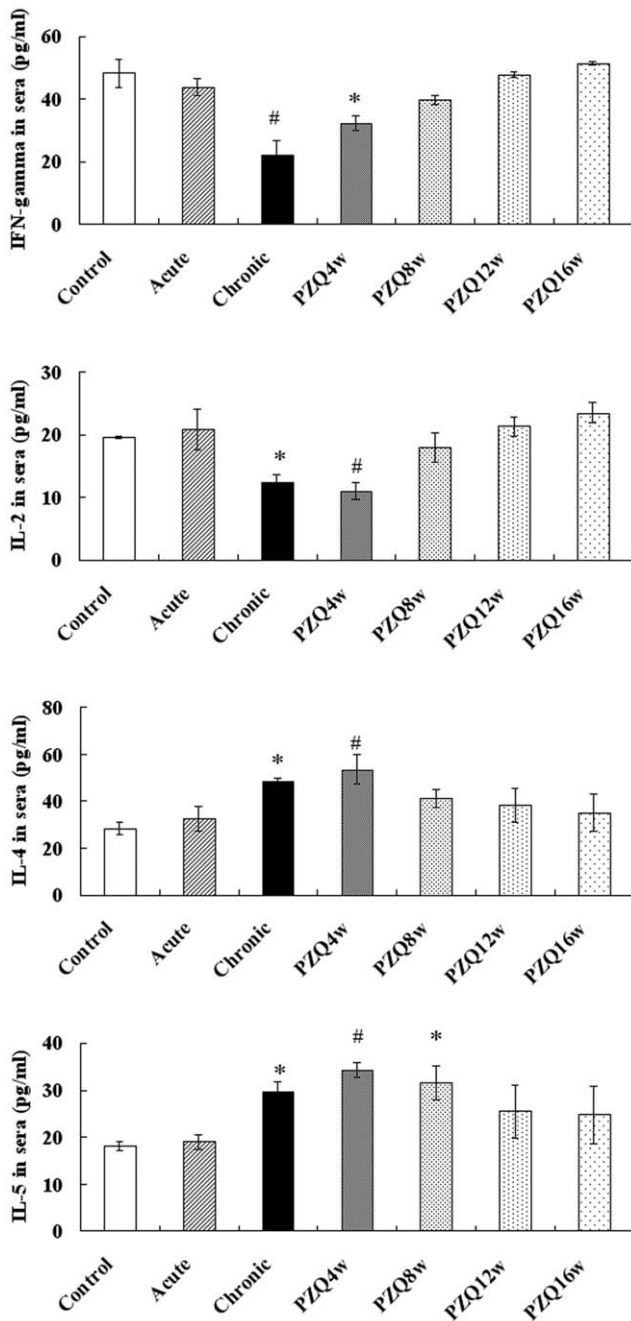 IFN-gamma in sera (pg/ml)
60
40
20
0
#
*
Control
Acute
Chronic
PZQ4w
PZQ8w
PZQ12w
PZQ16w
IL-2 in sera (pg/ml)
30
20
10
0
*
#
Control
Acute
Chronic
PZQ4w
PZQ8w
PZQ12w
PZQ16w
IL-4 in sera (pg/ml)
80
60
40
20
0
*
#
Control
Acute
Chronic
PZQ4w
PZQ8w
PZQ12w
PZQ16w
IL-5 in sera (pg/ml)
40
30
20
10
0
*
#
*
Control
Acute
Chronic
PZQ4w
PZQ8w
PZQ12w
PZQ16w